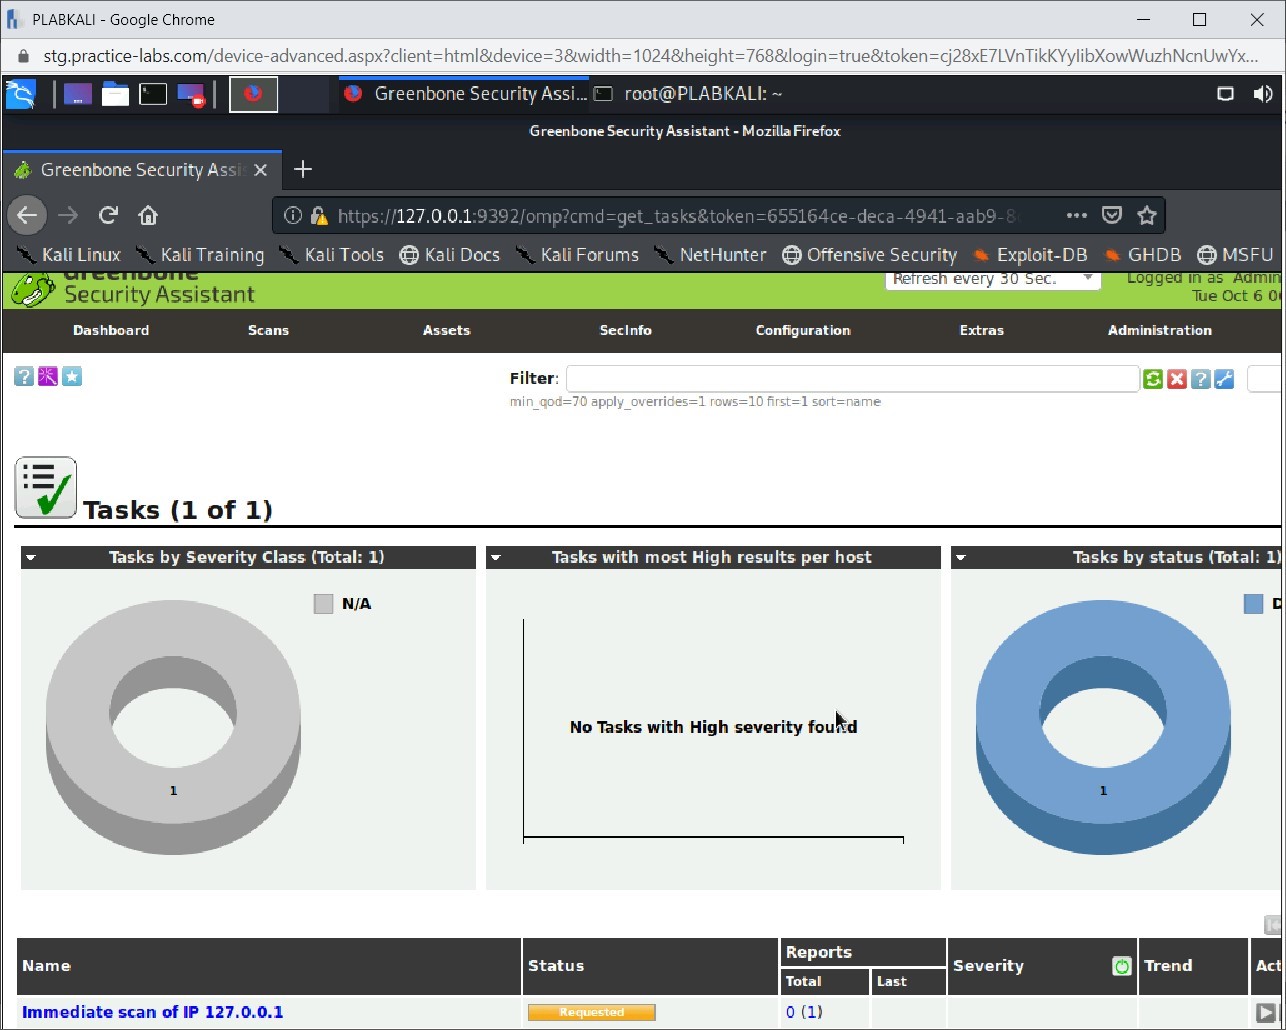 PLABKALI - Google Chrome
stg.practice-labs.com/device-advanced.aspx?client=html&device=3&width=1024&height=768&login=true&token=cj28xE7LVnTikKYylibXowWuzhNcnUwYx...
Greenbone Security Assi...
root@PLABKALI: ~
Greenbone Security Assistant - Mozilla Firefox
Greenbone Security Assi
https://127.0.0.1:9392/omp?cmd=get_tasks&token=655164ce-deca-4941-aab9-8
Kali Linux Kali Training Kali Tools Kali Docs Kali Forums NetHunter Offensive Security Exploit-DB GHDB MSFU
Greenbone
Security Assistant
Refresh every 30 Sec.
Logged in as Admin
Tue Oct 6 0
Dashboard Scans Assets SecInfo Configuration Extras Administration
Filter:
min_qod=70 apply_overrides=1 rows=10 first=1 sort=name
Tasks (1 of 1)
Tasks by Severity Class (Total: 1)
N/A
1
Tasks with most High results per host
No Tasks with High severity found
Tasks by status (Total: 1)
D
1
Name Status Reports Severity Trend Act
Total Last
Immediate scan of IP 127.0.0.1 Requested 0 (1)